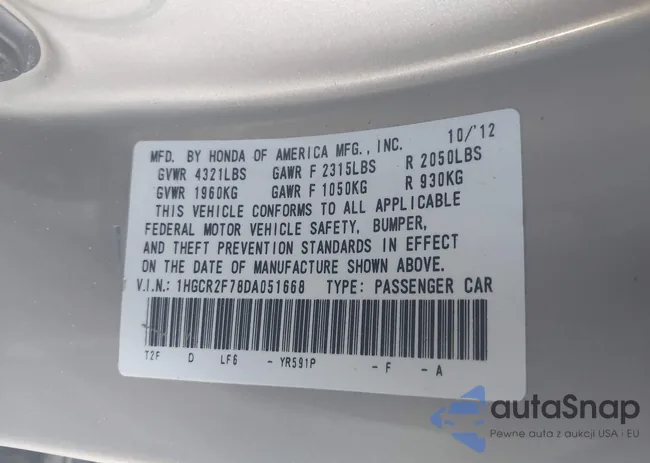 MFD. BY HONDA OF AMERICA MFG., INC. 10/'12
GVWR 4321LBS GAWR F 2315LBS R 2050LBS
GVWR 1960KG GAWR F 1050KG R 930KG
THIS VEHICLE CONFORMS TO ALL APPLICABLE
FEDERAL MOTOR VEHICLE SAFETY, BUMPER,
AND THEFT PREVENTION STANDARDS IN EFFECT
ON THE DATE OF MANUFACTURE SHOWN ABOVE.
V.I.N.: 1HGCR2F78DA051668 TYPE: PASSENGER CAR
T2F D LF6 - YR591P - F - A
autaSnap
Pewne auta z aukcji USA i EU